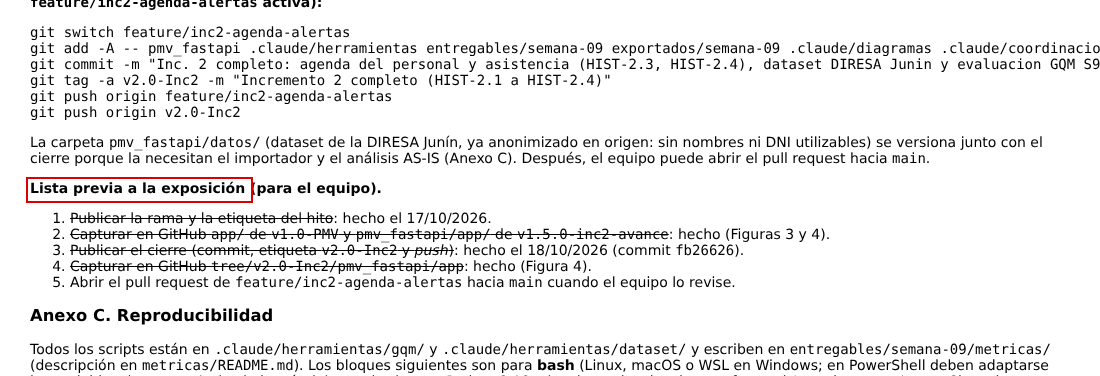 feature/inc2-agenda-alertas activa):
git switch feature/inc2-agenda-alertas
git add -A -- pmv_fastapi .claude/herramientas entregables/semana-09 exportados/semana-09 .claude/diagramas .claude/coordinacio
git commit -m "Inc. 2 completo: agenda del personal y asistencia (HIST-2.3, HIST-2.4), dataset DIRESA Junin y evaluacion GQM S9
git tag -a v2.0-Inc2 -m "Incremento 2 completo (HIST-2.1 a HIST-2.4)"
git push origin feature/inc2-agenda-alertas
git push origin v2.0-Inc2
La carpeta pmv_fastapi/datos/ (dataset de la DIRESA Junín, ya anonimizado en origen: sin nombres ni DNI utilizables) se versiona junto con el
cierre porque la necesitan el importador y el análisis AS-IS (Anexo C). Después, el equipo puede abrir el pull request hacia main.
Lista previa a la exposición (para el equipo).
1. Publicar la rama y la etiqueta del hito: hecho el 17/10/2026.
2. Capturar en GitHub app/ de v1.0-PMV y pmv_fastapi/app/ de v1.5.0-inc2-avance: hecho (Figuras 3 y 4).
3. Publicar el cierre (commit, etiqueta v2.0-Inc2 y push): hecho el 18/10/2026 (commit fb26626).
4. Capturar en GitHub tree/v2.0-Inc2/pmv_fastapi/app: hecho (Figura 4).
5. Abrir el pull request de feature/inc2-agenda-alertas hacia main cuando el equipo lo revise.
Anexo C. Reproducibilidad
Todos los scripts están en .claude/herramientas/gqm/ y .claude/herramientas/dataset/ y escriben en entregables/semana-09/metricas/
(descripción en metricas/README.md). Los bloques siguientes son para bash (Linux, macOS o WSL en Windows; en PowerShell deben adaptarse